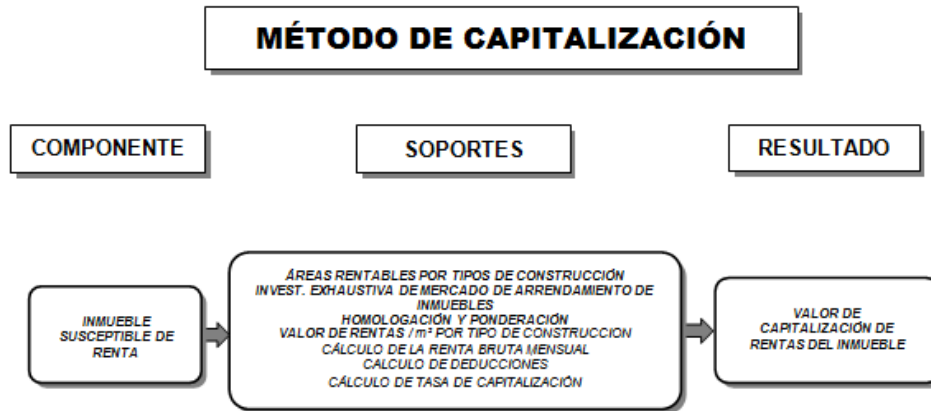 MÉTODO DE CAPITALIZACIÓN
COMPONENTE
SOPORTES
RESULTADO
INMUEBLE
SUSCEPTIBLE DE
RENTA
ÁREAS RENTABLES POR TIPOS DE CONSTRUCCIÓN
INVEST. EXHAUSTIVA DE MERCADO DE ARRENDAMIENTO DE
INMUEBLES
HOMOLOGACIÓN Y PONDERACIÓN
VALOR DE RENTAS / m² POR TIPO DE CONSTRUCCION
CÁLCULO DE LA RENTA BRUTA MENSUAL
CALCULO DE DEDUCCIONES
CÁLCULO DE TASA DE CAPITALIZACIÓN
VALOR DE
CAPITALIZACIÓN DE
RENTAS DEL INMUEBLE